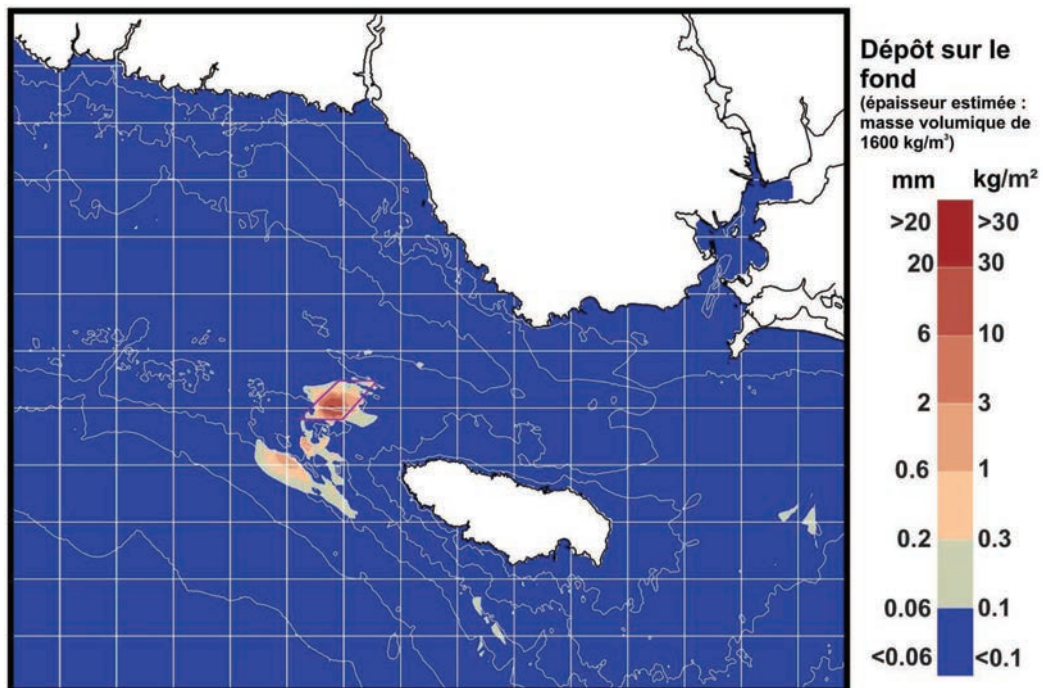 Dépôt sur le
fond
(épaisseur estimée :
masse volumique de
1600 kg/m³)
mm kg/m²
>20 >30
20 30
6 10
2 3
0.6 1
0.2 0.3
0.06 0.1
<0.06 <0.1